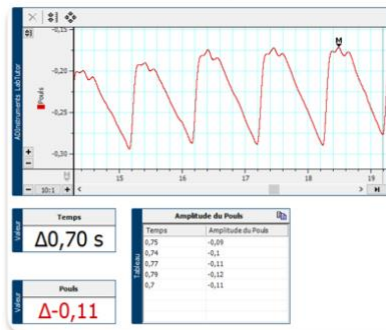 -0,15
M
-0,20
-0,25
-0,30
Pouls
ADInstruments LabTutor
10:1
15
16
17
18
19
Valeur
Temps
Δ0,70 s
Valeur
Pouls
Δ-0,11
Tableau
Amplitude du Pouls
Temps Amplitude du Pouls
0,75 -0,09
0,74 -0,1
0,77 -0,11
0,79 -0,12
0,7 -0,11